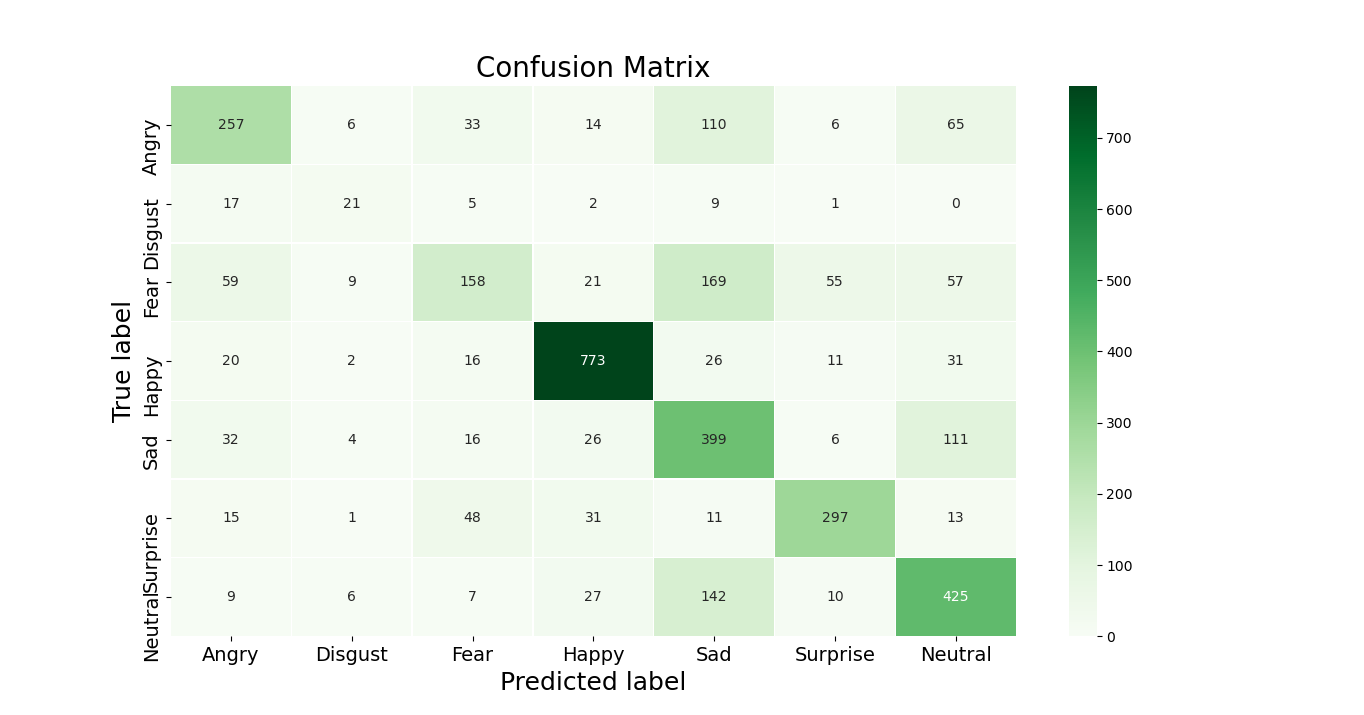 Confusion Matrix
True label
Angry 257 6 33 14 110 6 65
Disgust 17 21 5 2 9 1 0
Fear 59 9 158 21 169 55 57
Happy 20 2 16 773 26 11 31
Sad 32 4 16 26 399 6 111
Surprise 15 1 48 31 11 297 13
Neutral 9 6 7 27 142 10 425
Angry Disgust Fear Happy Sad Surprise Neutral
Predicted label
700
600
500
400
300
200
100
0